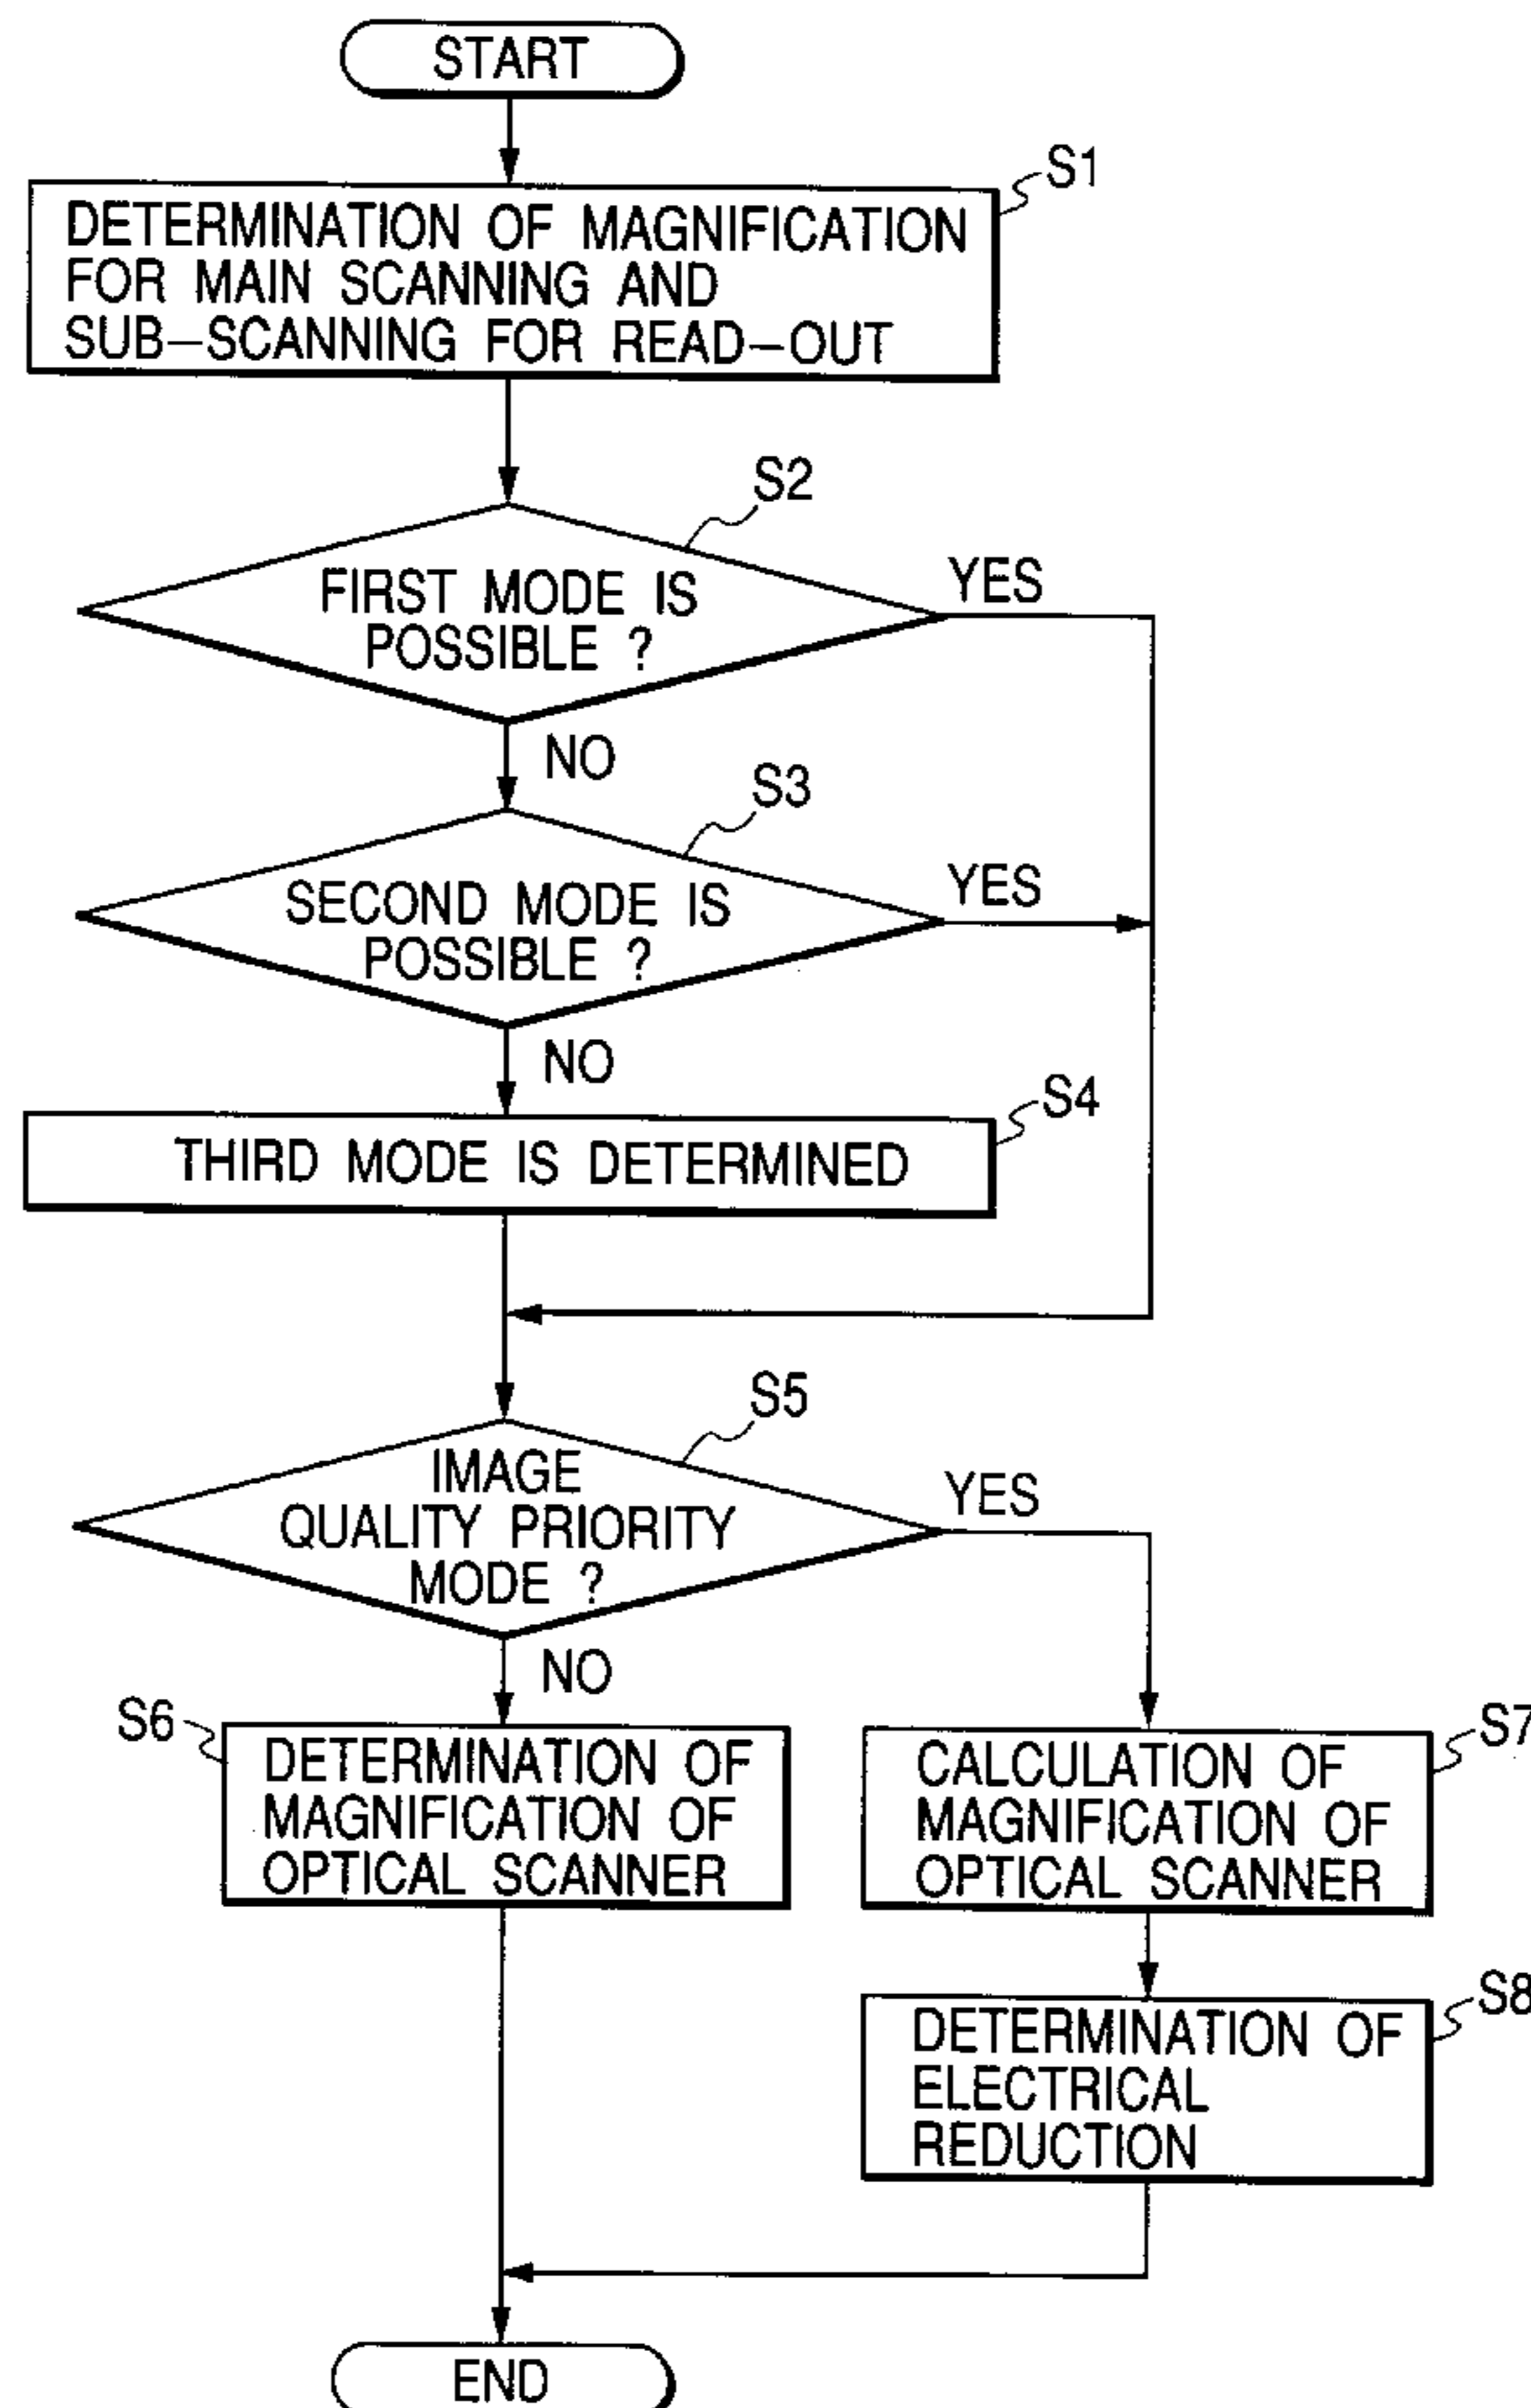 START
S1
DETERMINATION OF MAGNIFICATION
FOR MAIN SCANNING AND
SUB-SCANNING FOR READ-OUT
S2
FIRST MODE IS
POSSIBLE ?
YES
NO
S3
SECOND MODE IS
POSSIBLE ?
YES
NO
S4
THIRD MODE IS DETERMINED
S5
IMAGE
QUALITY PRIORITY
MODE ?
YES
NO
S6
DETERMINATION OF
MAGNIFICATION OF
OPTICAL SCANNER
S7
CALCULATION OF
MAGNIFICATION OF
OPTICAL SCANNER
S8
DETERMINATION OF
ELECTRICAL
REDUCTION
END